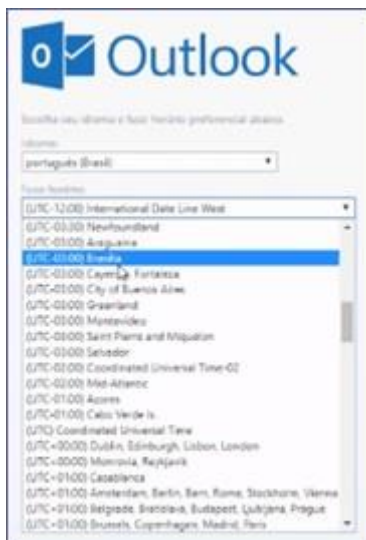 Outlook
Escolha seu idioma e fuso horário preferencial abaixo.
Idioma:
português (Brasil)
Fuso horário:
(UTC-12:00) International Date Line West
(UTC-03:30) Newfoundland
(UTC-03:00) Araguaina
(UTC-03:00) Brasilia
(UTC-03:00) Cayenne, Fortaleza
(UTC-03:00) City of Buenos Aires
(UTC-03:00) Greenland
(UTC-03:00) Montevideo
(UTC-03:00) Saint Pierre and Miquelon
(UTC-03:00) Salvador
(UTC-02:00) Coordinated Universal Time-02
(UTC-02:00) Mid-Atlantic
(UTC-01:00) Azores
(UTC-01:00) Cabo Verde Is.
(UTC) Coordinated Universal Time
(UTC+00:00) Dublin, Edinburgh, Lisbon, London
(UTC+00:00) Monrovia, Reykjavik
(UTC+01:00) Casablanca
(UTC+01:00) Amsterdam, Berlin, Bern, Rome, Stockholm, Vienna
(UTC+01:00) Belgrade, Bratislava, Budapest, Ljubljana, Prague
(UTC+01:00) Brussels, Copenhagen, Madrid, Paris